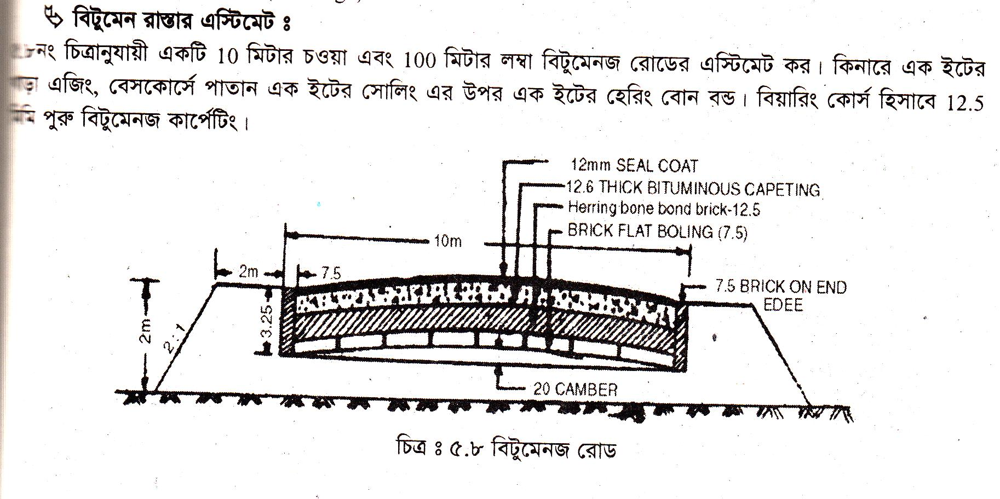 বিটুমেন রাস্তার এস্টিমেট ঃ
৮নং চিত্রানুযায়ী একটি 10 মিটার চওয়া এবং 100 মিটার লম্বা বিটুমেনজ রোডের এস্টিমেট কর। কিনারে এক ইটের
এজিং, বেসকোর্সে পাতান এক ইটের সোলিং এর উপর এক ইটের হেরিং বোন বন্ড। বিয়ারিং কোর্স হিসাবে 12.5
পুরু বিটুমেনজ কার্পেটিং।
12mm SEAL COAT
12.6 THICK BITUMINOUS CAPETING
Herring bone bond brick-12.5
BRICK FLAT BOLING (7.5)
10m
2m
7.5
7.5 BRICK ON END
EDEE
3.25
2m
2:1
20 CAMBER
চিত্র ঃ ৫.৮ বিটুমেনজ রোড